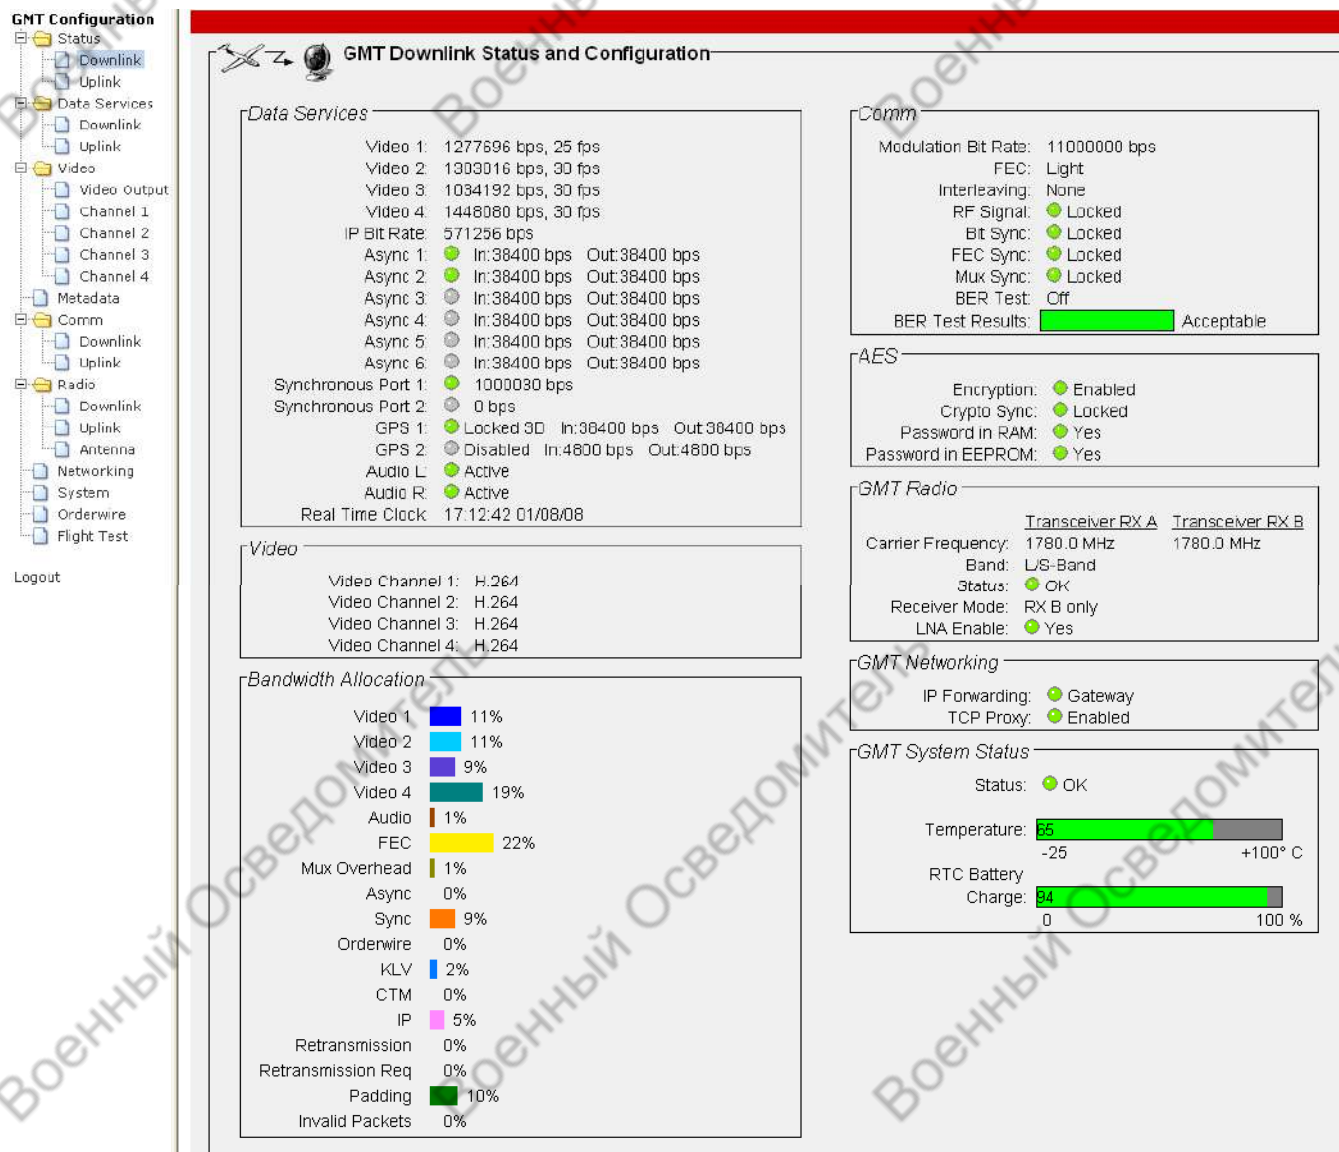 GMT Configuration
Status
Downlink
Uplink
Data Services
Downlink
Uplink
Video
Video Output
Channel 1
Channel 2
Channel 3
Channel 4
Metadata
Comm
Downlink
Uplink
Radio
Downlink
Uplink
Antenna
Networking
System
Orderwire
Flight Test
Logout
GMT Downlink Status and Configuration
Data Services
Video 1: 1277696 bps, 25 fps
Video 2: 1303016 bps, 30 fps
Video 3: 1034192 bps, 30 fps
Video 4: 1448080 bps, 30 fps
IP Bit Rate: 571256 bps
Async 1: In:38400 bps Out:38400 bps
Async 2: In:38400 bps Out:38400 bps
Async 3: In:38400 bps Out:38400 bps
Async 4: In:38400 bps Out:38400 bps
Async 5: In:38400 bps Out:38400 bps
Async 6: In:38400 bps Out:38400 bps
Synchronous Port 1: 1000030 bps
Synchronous Port 2: 0 bps
GPS 1: Locked 3D In:38400 bps Out:38400 bps
GPS 2: Disabled In:4800 bps Out:4800 bps
Audio L: Active
Audio R: Active
Real Time Clock: 17:12:42 01/08/08
Video
Video Channel 1: H.264
Video Channel 2: H.264
Video Channel 3: H.264
Video Channel 4: H.264
Bandwidth Allocation
Video 1 11%
Video 2 11%
Video 3 9%
Video 4 19%
Audio 1%
FEC 22%
Mux Overhead 1%
Async 0%
Sync 9%
Orderwire 0%
KLV 2%
CTM 0%
IP 5%
Retransmission 0%
Retransmission Req 0%
Padding 10%
Invalid Packets 0%
Comm
Modulation Bit Rate: 11000000 bps
FEC: Light
Interleaving: None
RF Signal: Locked
Bit Sync: Locked
FEC Sync: Locked
Mux Sync: Locked
BER Test: Off
BER Test Results: Acceptable
AES
Encryption: Enabled
Crypto Sync: Locked
Password in RAM: Yes
Password in EEPROM: Yes
GMT Radio
Transceiver RX A Transceiver RX B
Carrier Frequency: 1780.0 MHz 1780.0 MHz
Band: L/S-Band
Status: OK
Receiver Mode: RX B only
LNA Enable: Yes
GMT Networking
IP Forwarding: Gateway
TCP Proxy: Enabled
GMT System Status
Status: OK
Temperature: 65
-25 +100° C
RTC Battery
Charge: 94
0 100 %
Военный Осведомитель
Военный Осведомитель
Военный Осведомитель